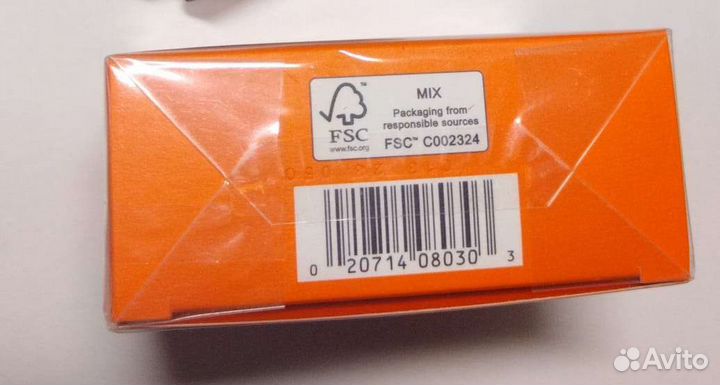 MIX
Packaging from
responsible sources
FSC™ C002324
FSC
www.fsc.org
0 20714 08030 3
Avito